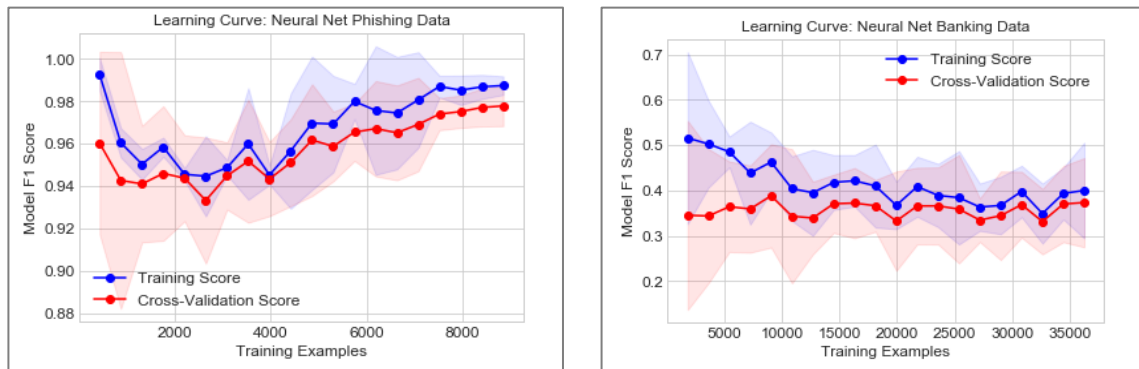 Learning Curve: Neural Net Phishing Data
Model F1 Score
1.00
0.98
0.96
0.94
0.92
0.90
0.88
Training Score
Cross-Validation Score
2000 4000 6000 8000
Training Examples
Learning Curve: Neural Net Banking Data
Model F1 Score
0.7
0.6
0.5
0.4
0.3
0.2
Training Score
Cross-Validation Score
5000 10000 15000 20000 25000 30000 35000
Training Examples